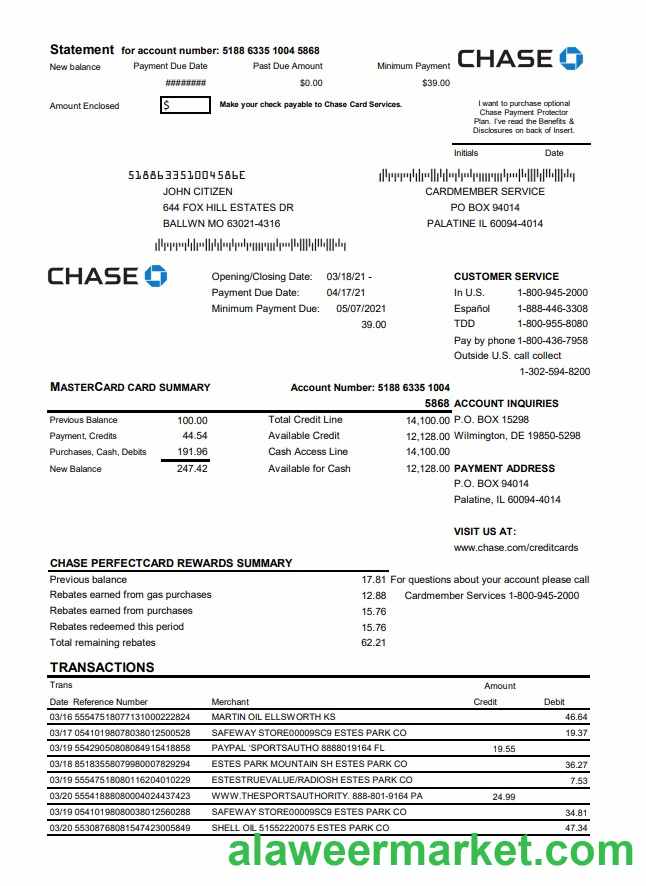 Statement for account number: 5188 6335 1004 5868
CHASE
New balance Payment Due Date Past Due Amount Minimum Payment
######## $0.00 $39.00
Amount Enclosed $ Make your check payable to Chase Card Services.
I want to purchase optional
Chase Payment Protector
Plan. I've read the Benefits &
Disclosures on back of Insert.
Initials Date
518863351004586E
JOHN CITIZEN
644 FOX HILL ESTATES DR
BALLWN MO 63021-4316
CARDMEMBER SERVICE
PO BOX 94014
PALATINE IL 60094-4014
CHASE
Opening/Closing Date: 03/18/21 -
Payment Due Date: 04/17/21
Minimum Payment Due: 05/07/2021
39.00
CUSTOMER SERVICE
In U.S. 1-800-945-2000
Español 1-888-446-3308
TDD 1-800-955-8080
Pay by phone 1-800-436-7958
Outside U.S. call collect
1-302-594-8200
MASTERCARD CARD SUMMARY Account Number: 5188 6335 1004
5868
Previous Balance 100.00 Total Credit Line 14,100.00
Payment, Credits 44.54 Available Credit 12,128.00
Purchases, Cash, Debits 191.96 Cash Access Line 14,100.00
New Balance 247.42 Available for Cash 12,128.00
ACCOUNT INQUIRIES
P.O. BOX 15298
Wilmington, DE 19850-5298
PAYMENT ADDRESS
P.O. BOX 94014
Palatine, IL 60094-4014
VISIT US AT:
www.chase.com/creditcards
CHASE PERFECTCARD REWARDS SUMMARY
Previous balance 17.81
Rebates earned from gas purchases 12.88
Rebates earned from purchases 15.76
Rebates redeemed this period 15.76
Total remaining rebates 62.21
For questions about your account please call
Cardmember Services 1-800-945-2000
TRANSACTIONS
Trans Amount
Date Reference Number Merchant Credit Debit
03/16 55547518077131000222824 MARTIN OIL ELLSWORTH KS 46.64
03/17 05410198078038012500528 SAFEWAY STORE00009SC9 ESTES PARK CO 19.37
03/19 55429050808084915418858 PAYPAL 'SPORTSAUTHO 8888019164 FL 19.55
03/18 85183558079980007829294 ESTES PARK MOUNTAIN SH ESTES PARK CO 36.27
03/19 55547518080116204010229 ESTESTRUEVALUE/RADIOSH ESTES PARK CO 7.53
03/20 55541888080004024437423 WWW.THESPORTSAUTHORITY. 888-801-9164 PA 24.99
03/19 05410198080038012560288 SAFEWAY STORE00009SC9 ESTES PARK CO 34.81
03/20 55308768081547423005849 SHELL OIL 51552220075 ESTES PARK CO 47.34
alaweermarket.com